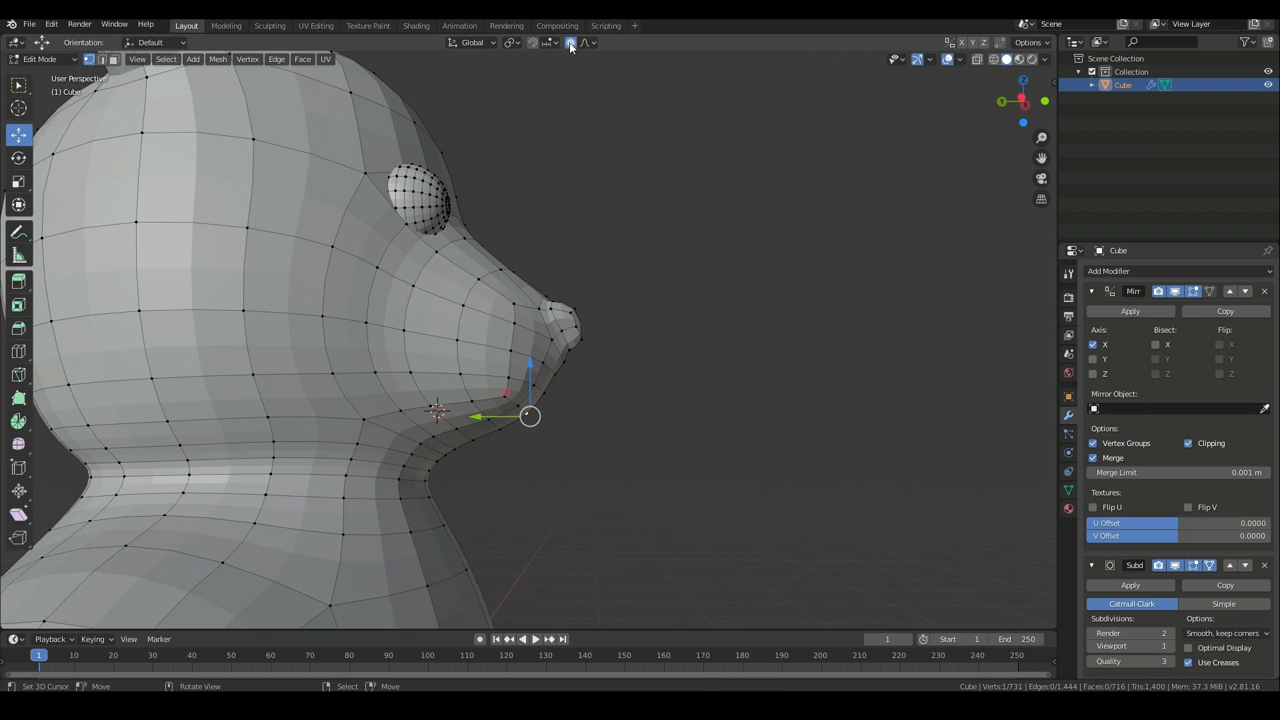 File Edit Render Window Help Layout Modeling Sculpting UV Editing Texture Paint Shading Animation Rendering Compositing Scripting + Scene View Layer
Orientation: Default Global X Y Z Options
Edit Mode View Select Add Mesh Vertex Edge Face UV
User Perspective
(1) Cube
Z
Y
Scene Collection
Collection
Cube
Cube
Add Modifier
Mirr
Apply Copy
Axis: Bisect: Flip:
X X X
Y Y Y
Z Z Z
Mirror Object:
Options:
Vertex Groups Clipping
Merge
Merge Limit 0.001 m
Textures:
Flip U Flip V
U Offset 0.0000
V Offset 0.0000
Subd
Apply Copy
Catmull-Clark Simple
Subdivisions: Options:
Render 2 Smooth, keep corners
Viewport 1 Optimal Display
Quality 3 Use Creases
Playback Keying View Marker 1 Start 1 End 250
1 10 20 30 40 50 60 70 80 90 100 110 120 130 140 150 160 170 180 190 200 210 220 230 240 250
Set 3D Cursor Move Rotate View Select Move Cube | Verts:1/731 | Edges:0/1,444 | Faces:0/716 | Tris:1,400 | Mem: 37.3 MiB | v2.81.16